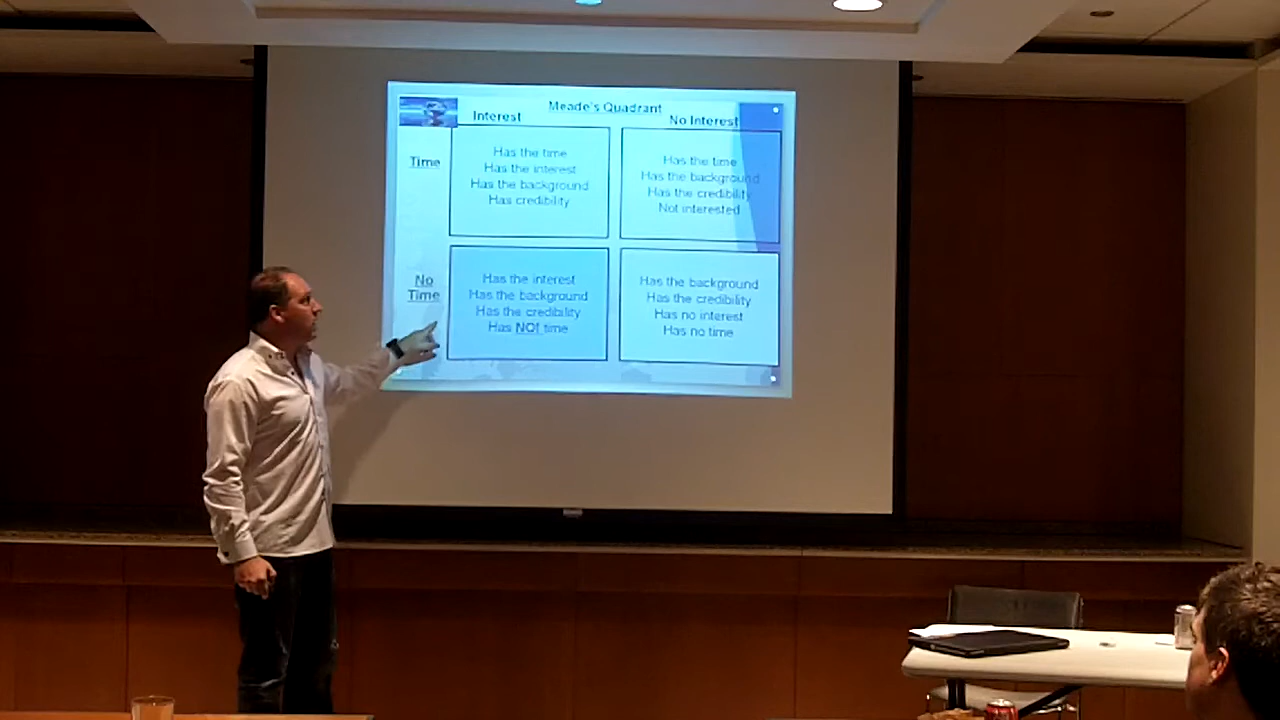 Meade's Quadrant
Interest
No Interest
Time
Has the time
Has the interest
Has the background
Has credibility
Has the time
Has the background
Has the credibility
Not interested
No
Time
Has the interest
Has the background
Has the credibility
Has NO! time
Has the background
Has the credibility
Has no interest
Has no time